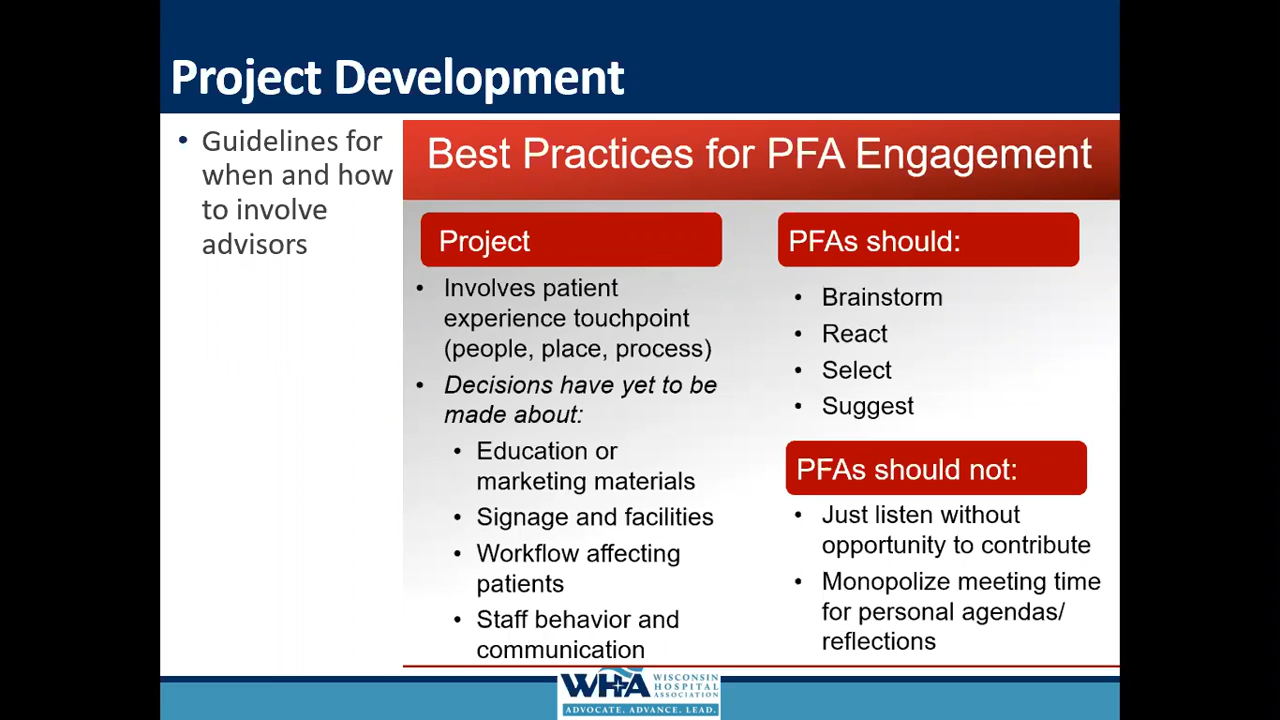 Project Development
• Guidelines for
when and how
to involve
advisors
Best Practices for PFA Engagement
Project
• Involves patient
experience touchpoint
(people, place, process)
• Decisions have yet to be
made about:
• Education or
marketing materials
• Signage and facilities
• Workflow affecting
patients
• Staff behavior and
communication
PFAs should:
• Brainstorm
• React
• Select
• Suggest
PFAs should not:
• Just listen without
opportunity to contribute
• Monopolize meeting time
for personal agendas/
reflections
WHA
WISCONSIN
HOSPITAL
ASSOCIATION
ADVOCATE. ADVANCE. LEAD.